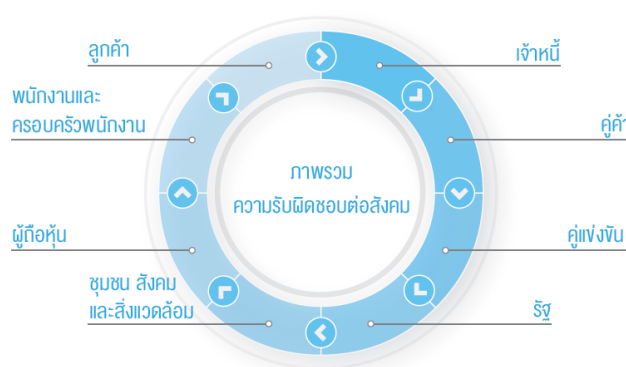 ลูกค้า
เจ้าหนี้
พนักงานและ
ครอบครัวพนักงาน
คู่ค้า
ภาพรวม
ความรับผิดชอบต่อสังคม
ผู้ถือหุ้น
คู่แข่งขัน
ชุมชน สังคม
และสิ่งแวดล้อม
รัฐ